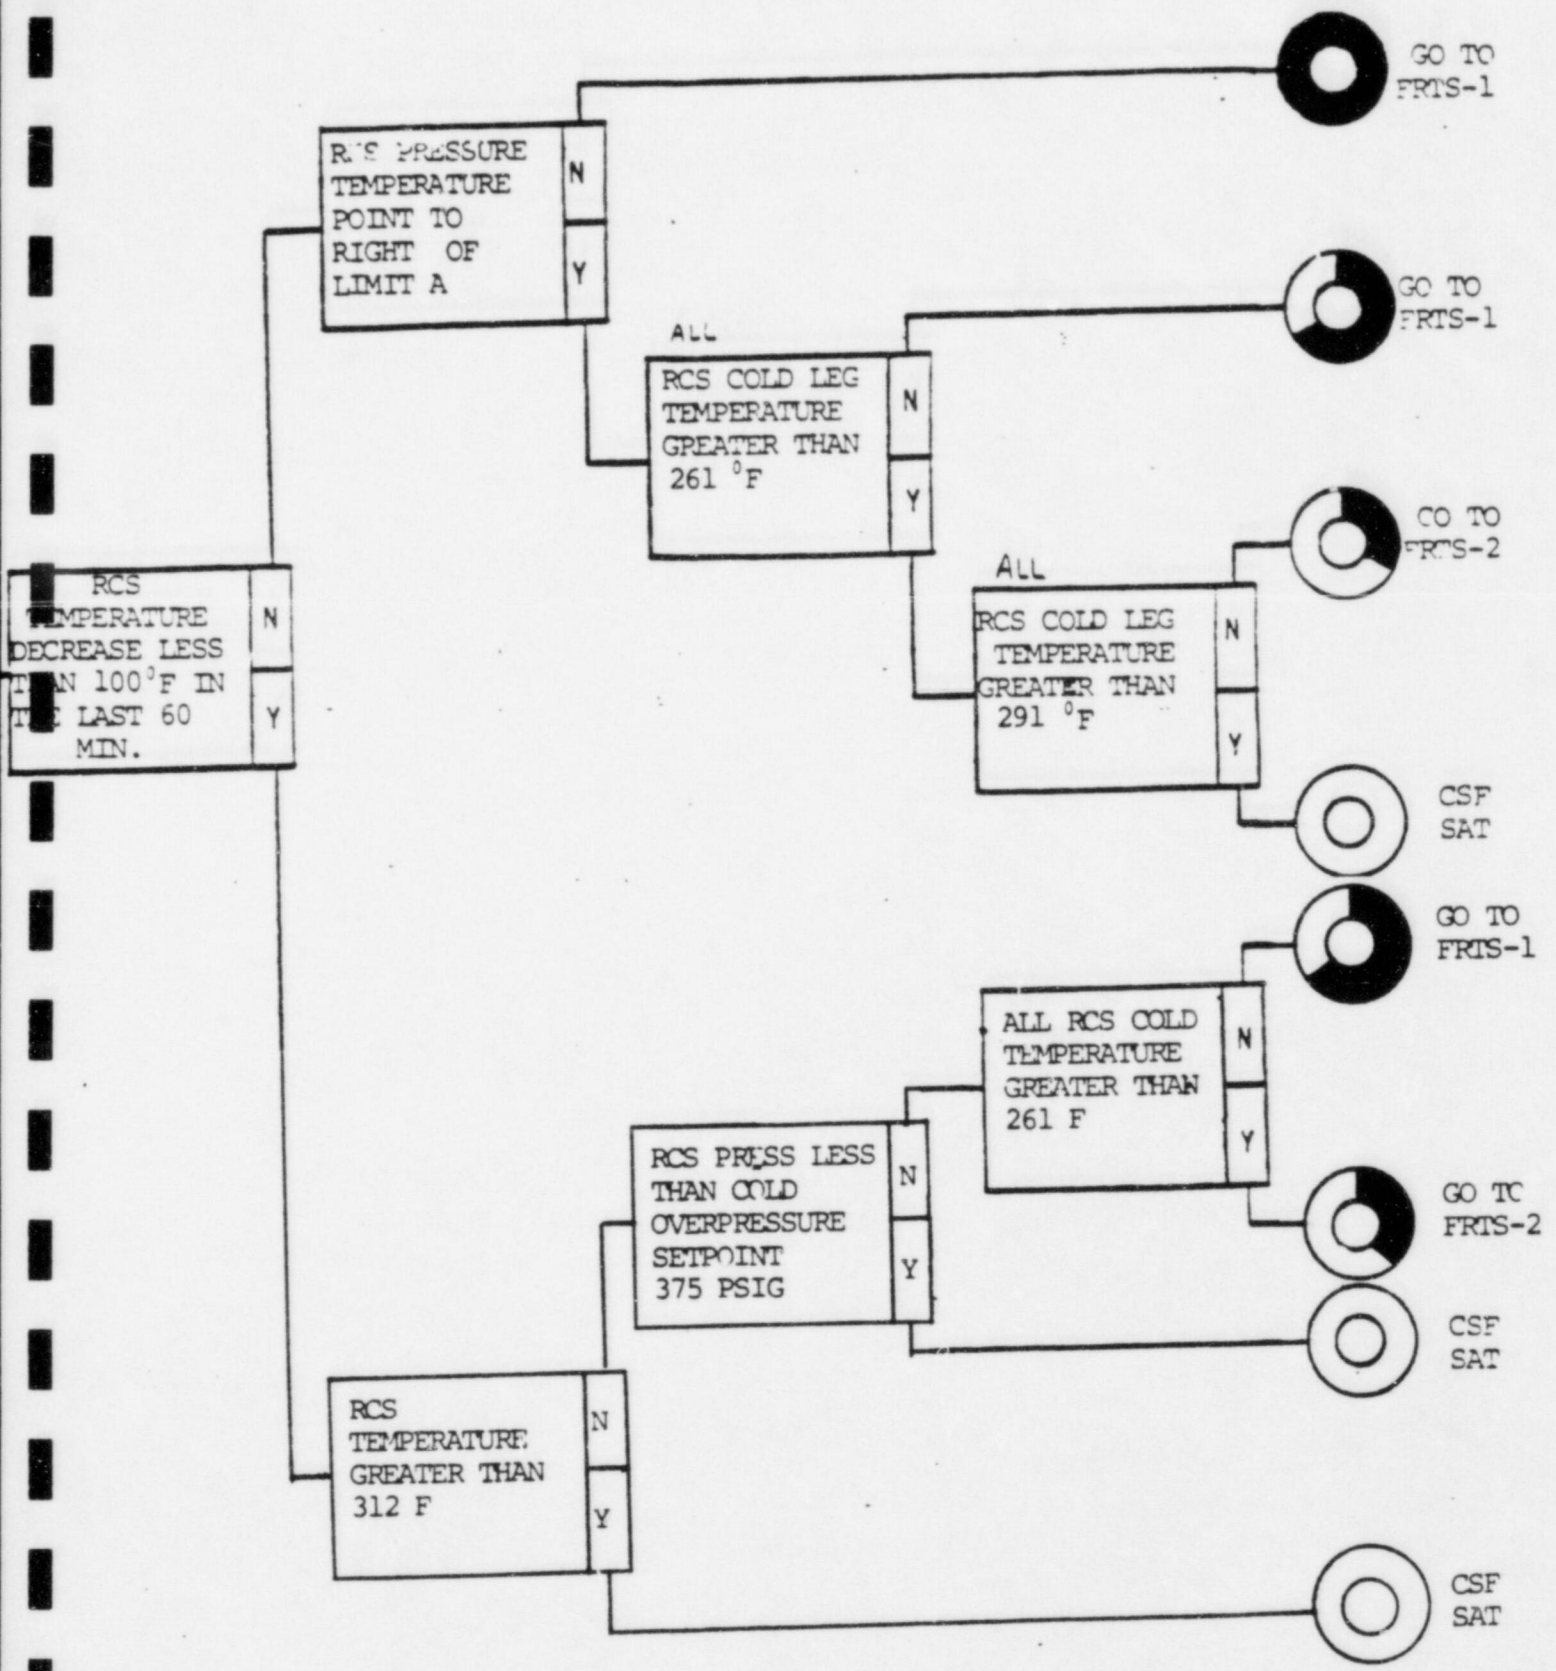 GO TO
FRTS-1
PRESSURE
TEMPERATURE
POINT TO
RIGHT OF
LIMIT A
N
Y
GO TO
FRTS-1
ALL
RCS COLD LEG
TEMPERATURE
GREATER THAN
261 °F
N
Y
GO TO
FRTS-2
ALL
RCS COLD LEG
TEMPERATURE
GREATER THAN
291 °F
N
Y
CSF
SAT
RCS
TEMPERATURE
DECREASE LESS
THAN 100°F IN
THE LAST 60
MIN.
N
Y
GO TO
FRTS-1
ALL RCS COLD
TEMPERATURE
GREATER THAN
261 F
N
Y
GO TO
FRTS-2
RCS PRESS LESS
THAN COLD
OVERPRESSURE
SETPOINT
375 PSIG
N
Y
CSF
SAT
RCS
TEMPERATURE
GREATER THAN
312 F
N
Y
CSF
SAT